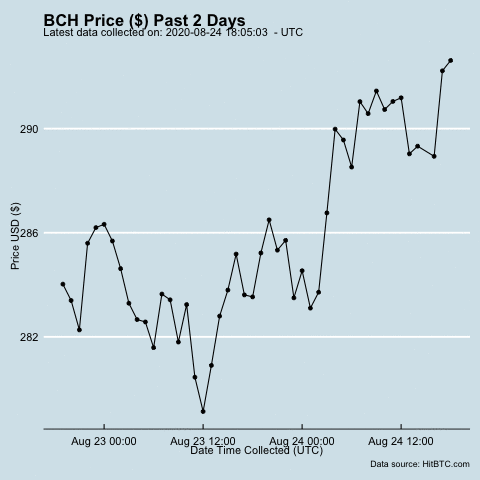 BCH Price ($) Past 2 Days
Latest data collected on: 2020-08-24 18:05:03  - UTC
290
286
282
Price USD ($)
Aug 23 00:00 Aug 23 12:00 Aug 24 00:00 Aug 24 12:00
Date Time Collected (UTC)
Data source: HitBTC.com